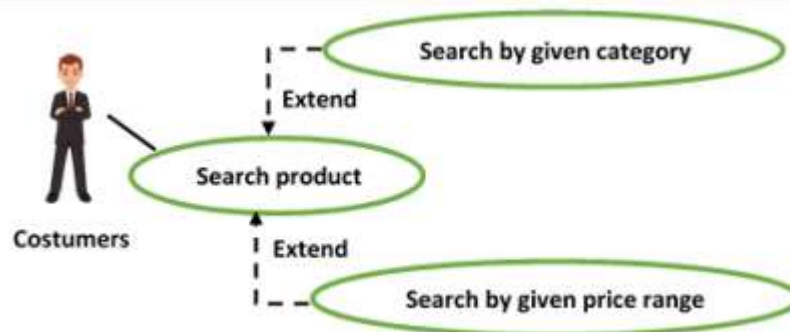 Search by given category
Extend
Search product
Costumers
Extend
Search by given price range